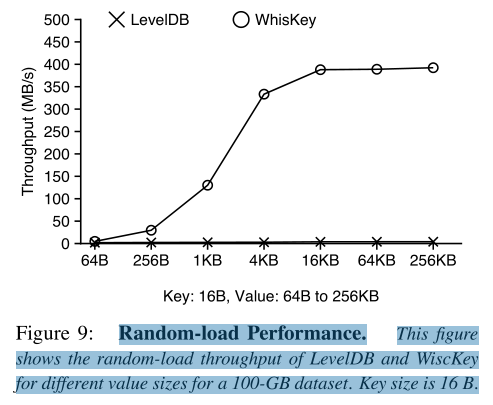 LevelDB WhisKey
500
450
400
350
300
250
200
150
100
50
0
Throughput (MB/s)
64B 256B 1KB 4KB 16KB 64KB 256KB
Key: 16B, Value: 64B to 256KB
Figure 9: Random-load Performance. This figure
shows the random-load throughput of LevelDB and WiscKey
for different value sizes for a 100-GB dataset. Key size is 16 B.